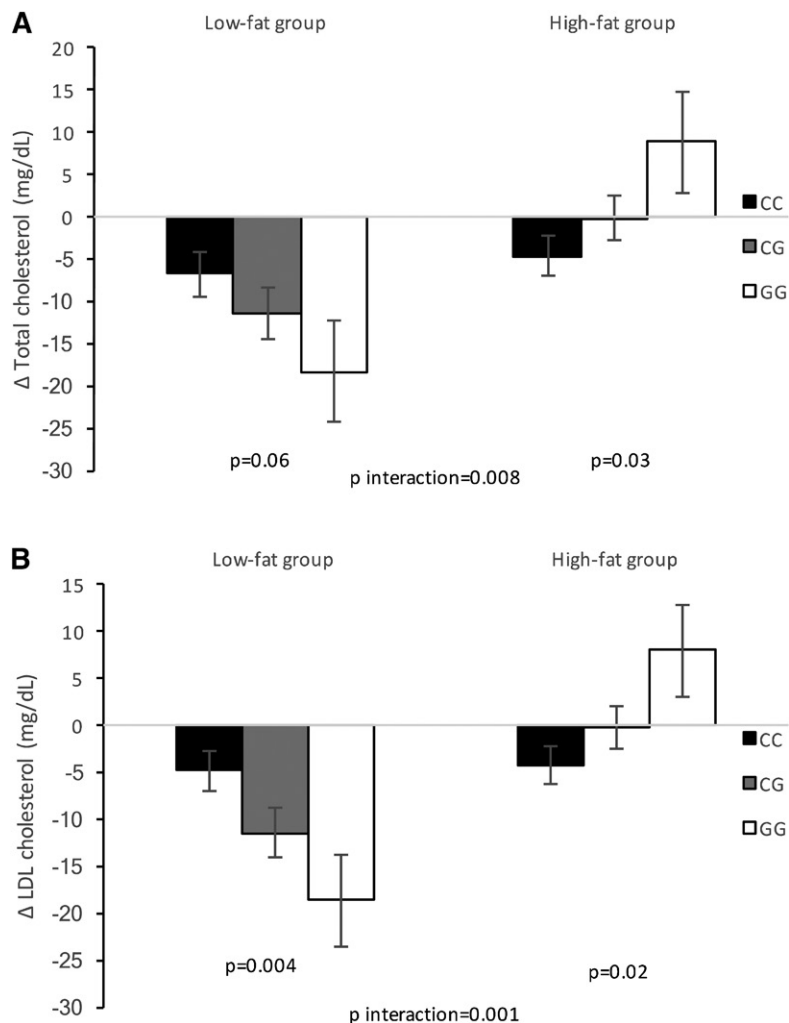 A
Low-fat group
High-fat group
Δ Total cholesterol (mg/dL)
20
15
10
5
0
-5
-10
-15
-20
-25
-30
CC
CG
GG
p=0.06
p=0.03
p interaction=0.008
B
Low-fat group
High-fat group
Δ LDL cholesterol (mg/dL)
15
10
5
0
-5
-10
-15
-20
-25
-30
CC
CG
GG
p=0.004
p=0.02
p interaction=0.001